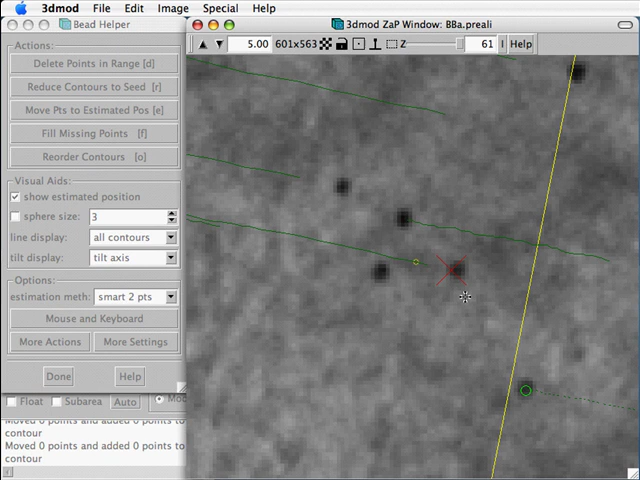 3dmod File Edit Image Special Help
Bead Helper
3dmod ZaP Window: BBa.preali
5.00 601x563 Z 61 I Help
Actions:
Delete Points in Range [d]
Reduce Contours to Seed [r]
Move Pts to Estimated Pos [e]
Fill Missing Points [f]
Reorder Contours [o]
Visual Aids:
show estimated position
sphere size: 3
line display: all contours
tilt display: tilt axis
Options:
estimation meth: smart 2 pts
Mouse and Keyboard
More Actions More Settings
Done Help
Float Subarea Auto
Moved 0 points and added 0 points to
contour
Moved 0 points and added 0 points to
contour